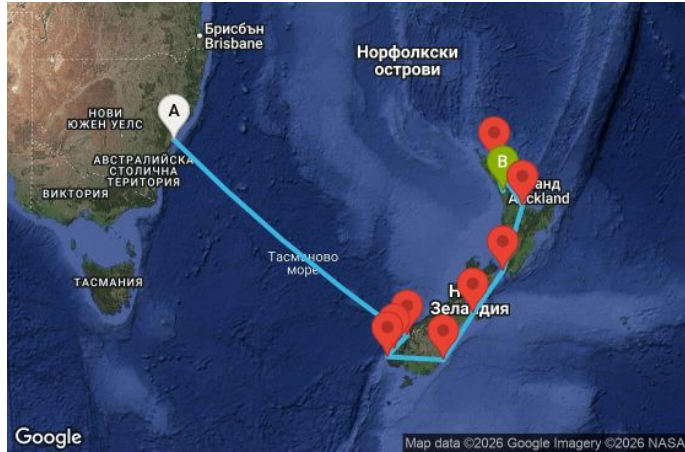 Брисбън
Brisbane
Норфолкски
острови
НОВИ
ЮЖЕН УЕЛС
A
АВСТРАЛИЙСКА
СТОЛИЧНА
ТЕРИТОРИЯ
ВИКТОРИЯ
B
Auckland
Тасманово
море
ТАСМАНИЯ
Зеландия
Google
Map data ©2026 Google Imagery ©2026 NASA